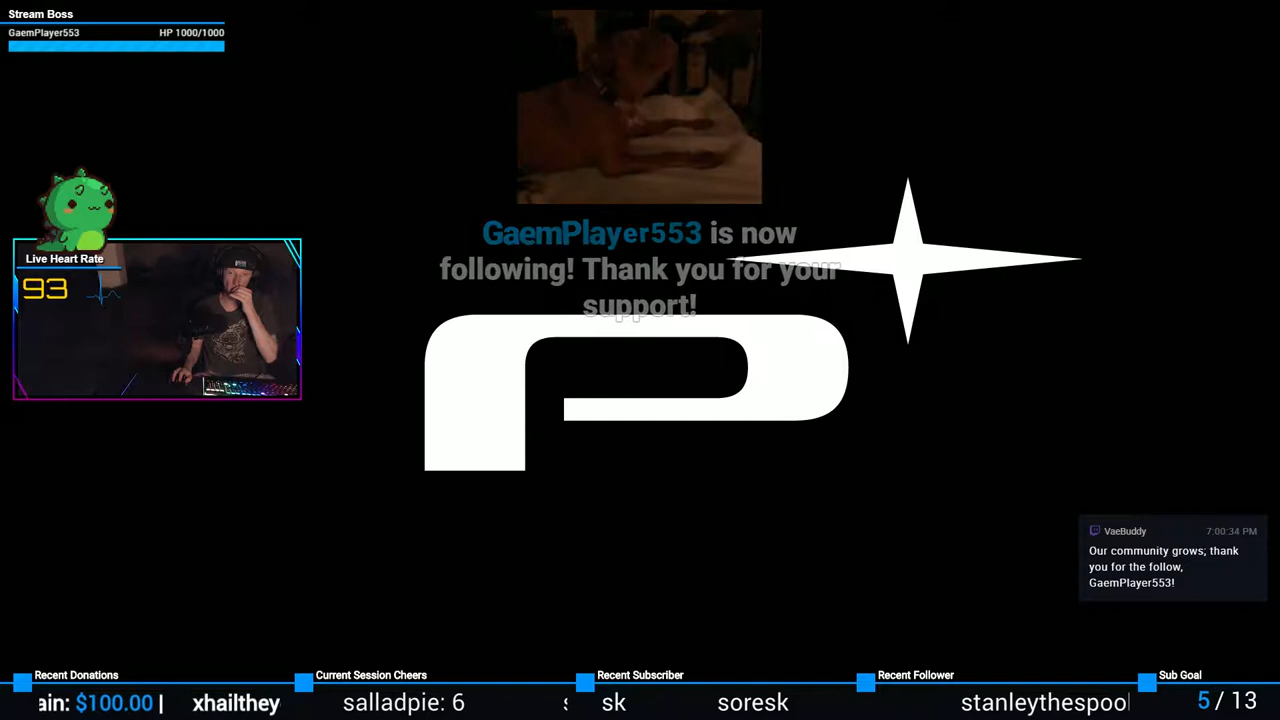 Stream Boss
GaemPlayer553 HP 1000/1000
GaemPlayer553 is now
following! Thank you for your
support!
Live Heart Rate
93
VaeBuddy 7:00:34 PM
Our community grows; thank
you for the follow,
GaemPlayer553!
Recent Donations
ain: $100.00 | xhailthey
Current Session Cheers
salladpie: 6
Recent Subscriber
sk soresk
Recent Follower
stanleythespool
Sub Goal
5 / 13